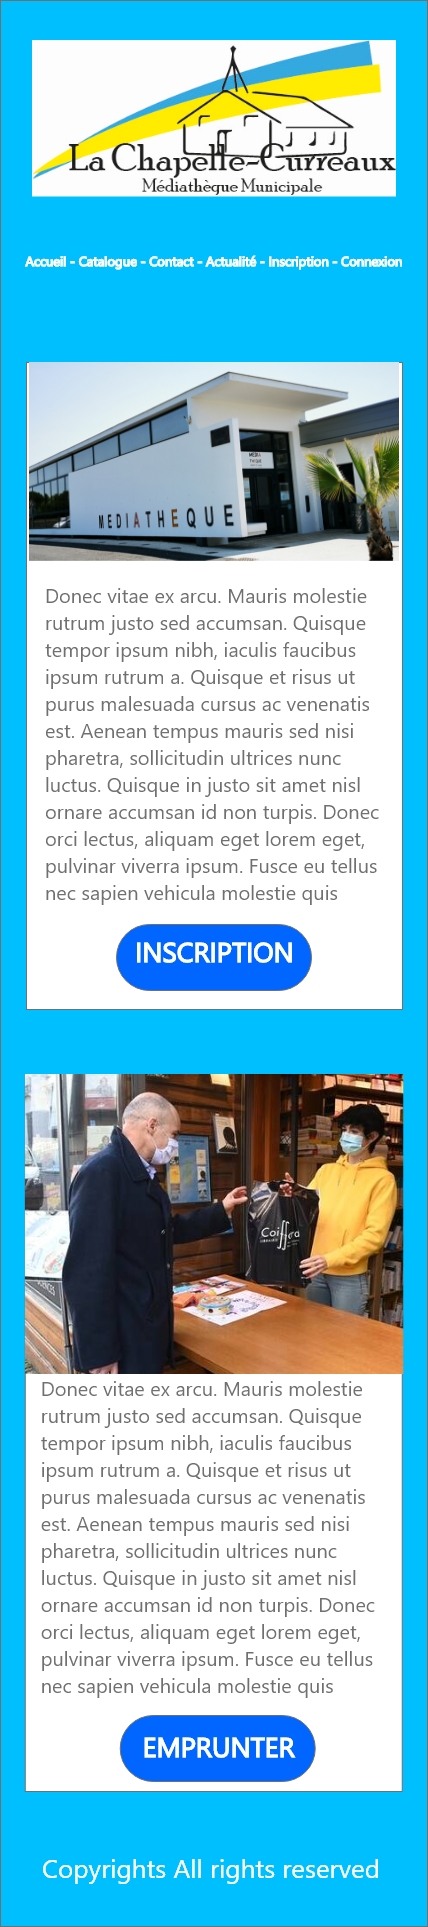 La Chapelle-Curreaux
Médiathèque Municipale
Accueil - Catalogue - Contact - Actualité - Inscription - Connexion
MEDIA
THEQUE
MEDIATHEQUE
Donec vitae ex arcu. Mauris molestie
rutrum justo sed accumsan. Quisque
tempor ipsum nibh, iaculis faucibus
ipsum rutrum a. Quisque et risus ut
purus malesuada cursus ac venenatis
est. Aenean tempus mauris sed nisi
pharetra, sollicitudin ultrices nunc
luctus. Quisque in justo sit amet nisl
ornare accumsan id non turpis. Donec
orci lectus, aliquam eget lorem eget,
pulvinar viverra ipsum. Fusce eu tellus
nec sapien vehicula molestie quis
INSCRIPTION
Donec vitae ex arcu. Mauris molestie
rutrum justo sed accumsan. Quisque
tempor ipsum nibh, iaculis faucibus
ipsum rutrum a. Quisque et risus ut
purus malesuada cursus ac venenatis
est. Aenean tempus mauris sed nisi
pharetra, sollicitudin ultrices nunc
luctus. Quisque in justo sit amet nisl
ornare accumsan id non turpis. Donec
orci lectus, aliquam eget lorem eget,
pulvinar viverra ipsum. Fusce eu tellus
nec sapien vehicula molestie quis
EMPRUNTER
Copyrights All rights reserved